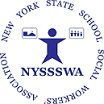 NEW YORK STATE SCHOOL SOCIAL WORKERS' ASSOCIATION
NYSSSWA